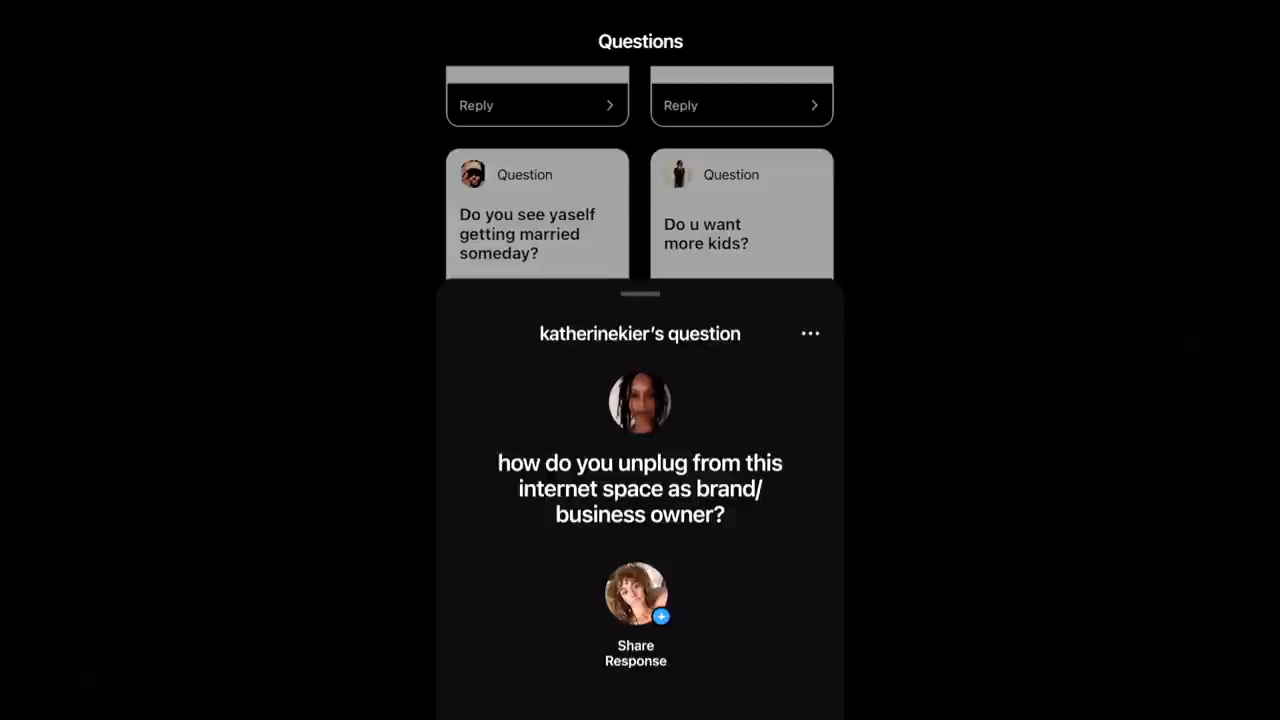 Questions
Reply
Reply
Question
Do you see yaself
getting married
someday?
Question
Do u want
more kids?
katherinekier's question
how do you unplug from this
internet space as brand/
business owner?
Share
Response